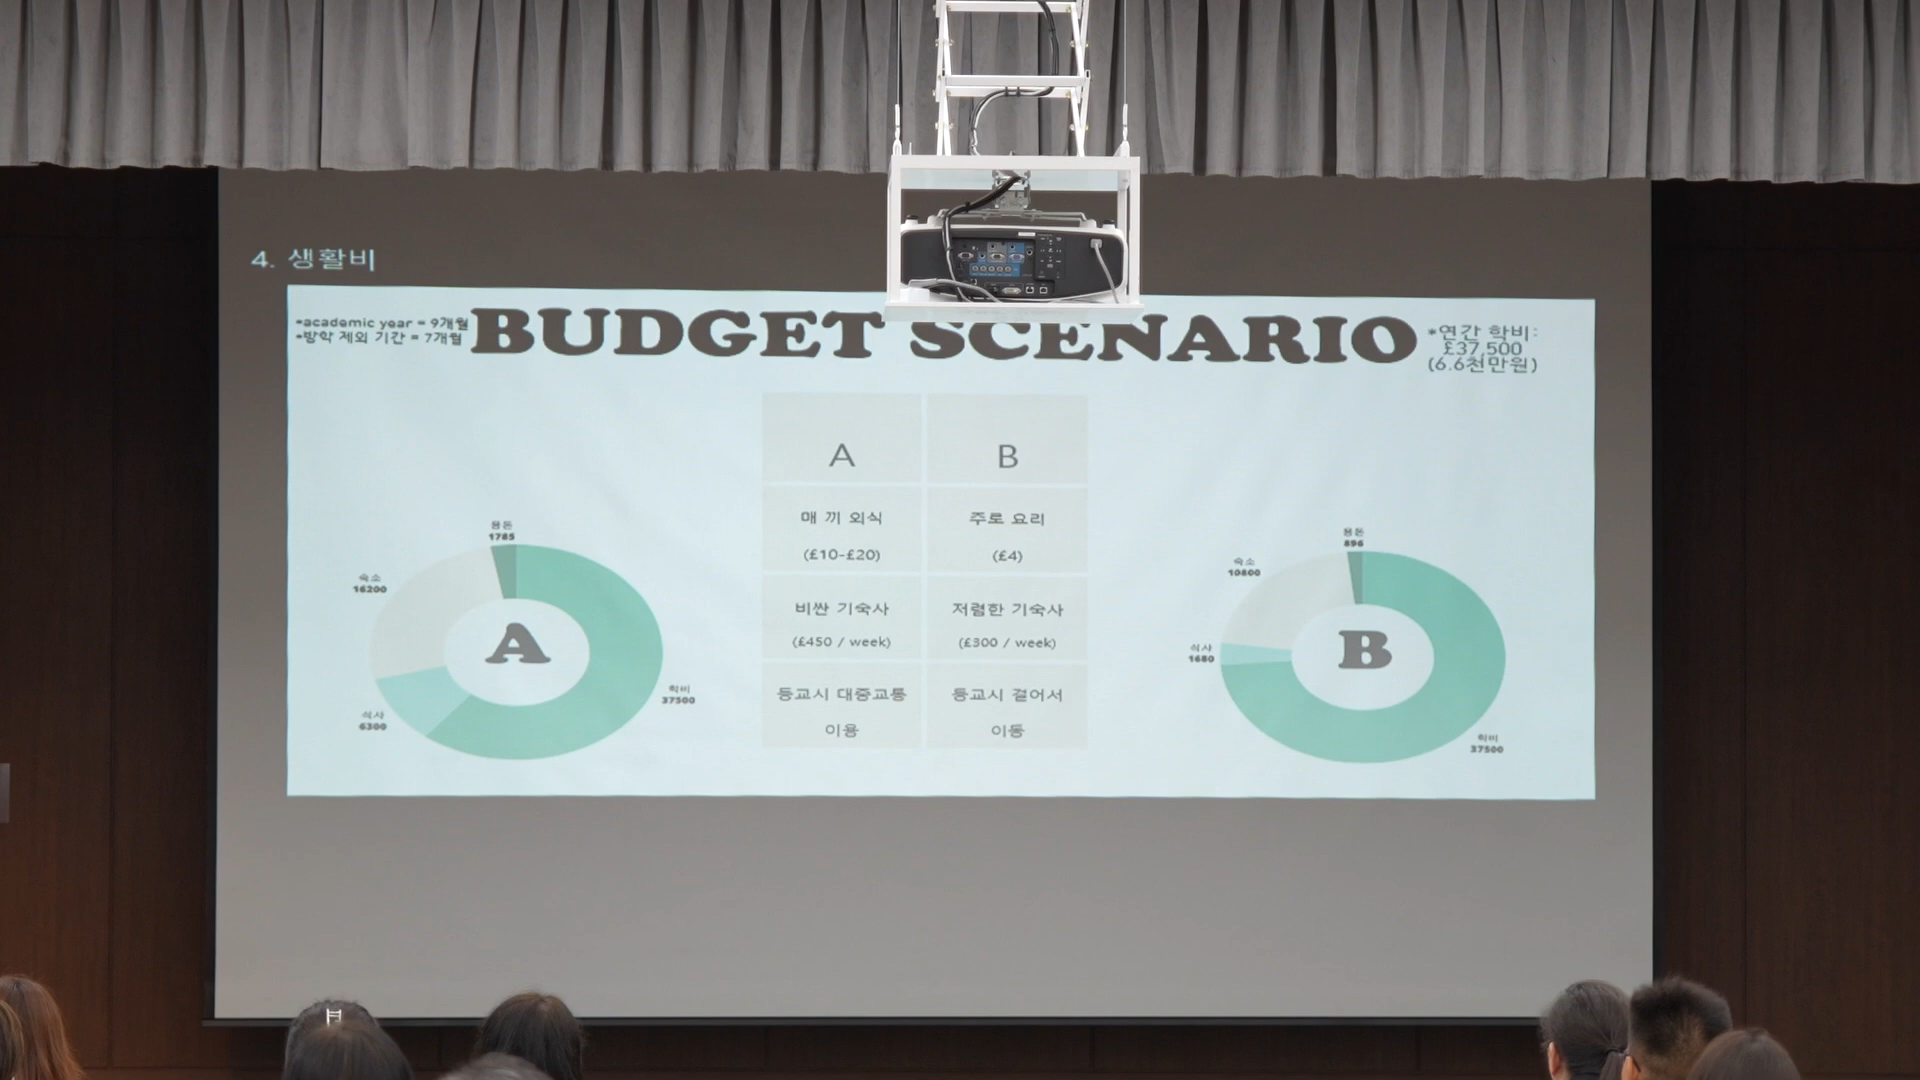 4. 생활비
*academic year = 9개월
*방학 제외 기간 = 7개월
BUDGET SCENARIO
*연간 학비:
£37,500
(6.6천만원)
A
B
매 끼 외식
(£10-£20)
주로 요리
(£4)
비싼 기숙사
(£450 / week)
저렴한 기숙사
(£300 / week)
등교시 대중교통
이용
등교시 걸어서
이동
용돈
1785
숙소
16200
A
식사
6300
학비
37500
용돈
896
숙소
10800
식사
1680
B
학비
37500